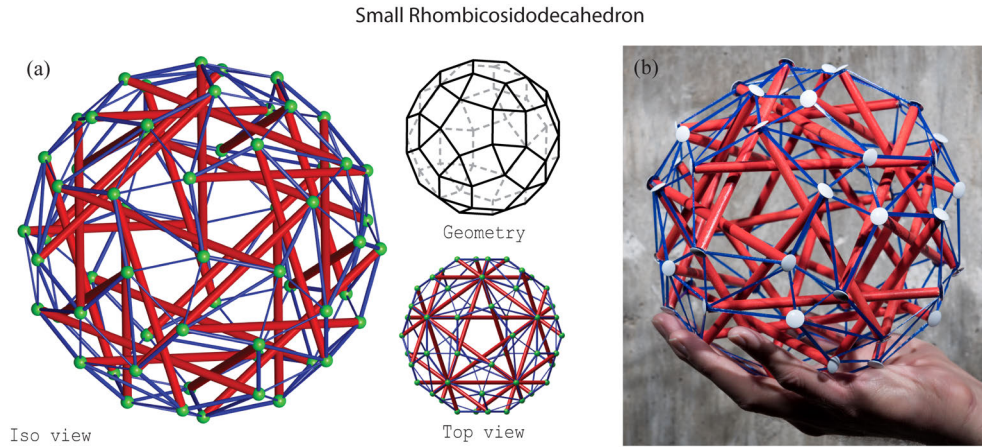 Small Rhombicosidodecahedron
(a)
Geometry
Iso view
Top view
(b)